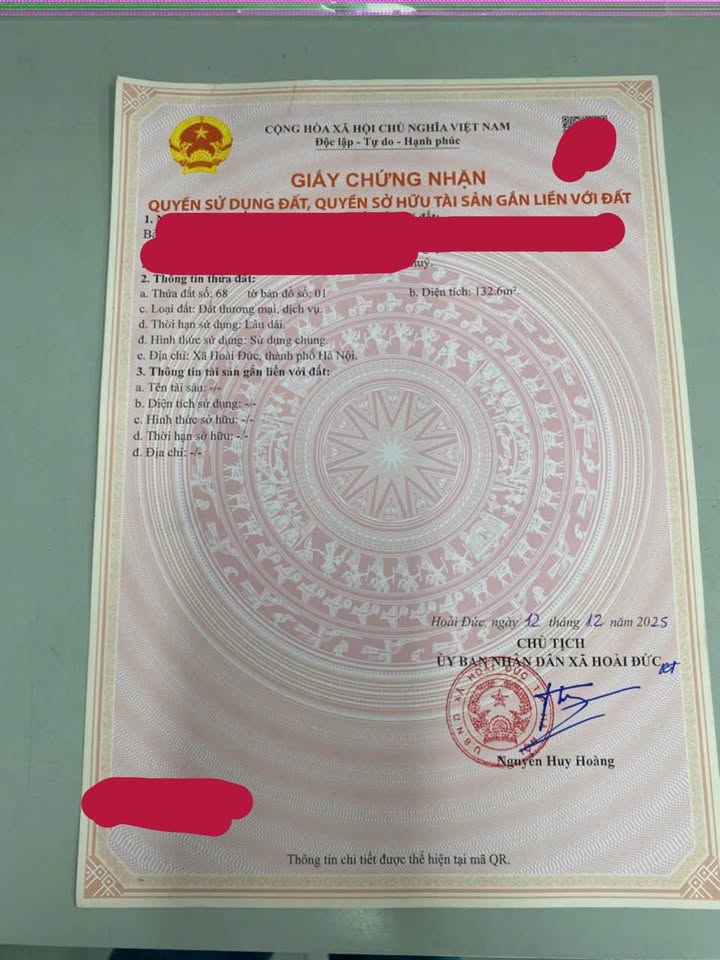 CỘNG HÒA XÃ HỘI CHỦ NGHĨA VIỆT NAM
Độc lập - Tự do - Hạnh phúc
GIẤY CHỨNG NHẬN
QUYỀN SỬ DỤNG ĐẤT, QUYỀN SỞ HỮU TÀI SẢN GẮN LIỀN VỚI ĐẤT
1.
2. Thông tin thửa đất:
a. Thửa đất số: 68 tờ bản đồ số: 01 b. Diện tích: 132.6m².
c. Loại đất: Đất thương mại, dịch vụ.
d. Thời hạn sử dụng: Lâu dài.
đ. Hình thức sử dụng: Sử dụng chung.
e. Địa chỉ: Xã Hoài Đức, thành phố Hà Nội.
3. Thông tin tài sản gắn liền với đất:
a. Tên tài sản: -/-
b. Diện tích sử dụng: -/-
c. Hình thức sở hữu: -/-
d. Thời hạn sở hữu: -/-
đ. Địa chỉ: -/-
Hoài Đức, ngày 12 tháng 12 năm 2025
CHỦ TỊCH
ỦY BAN NHÂN DÂN XÃ HOÀI ĐỨC
U.B.N.D XÃ HOÀI ĐỨC
Nguyễn Huy Hoàng
Thông tin chi tiết được thể hiện tại mã QR.